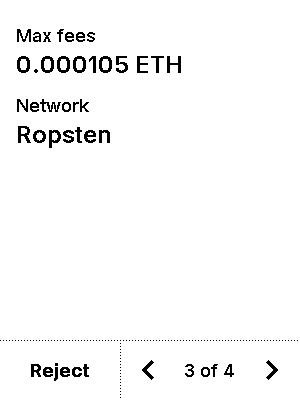 Max fees
0.000105 ETH
Network
Ropsten
Reject
3 of 4